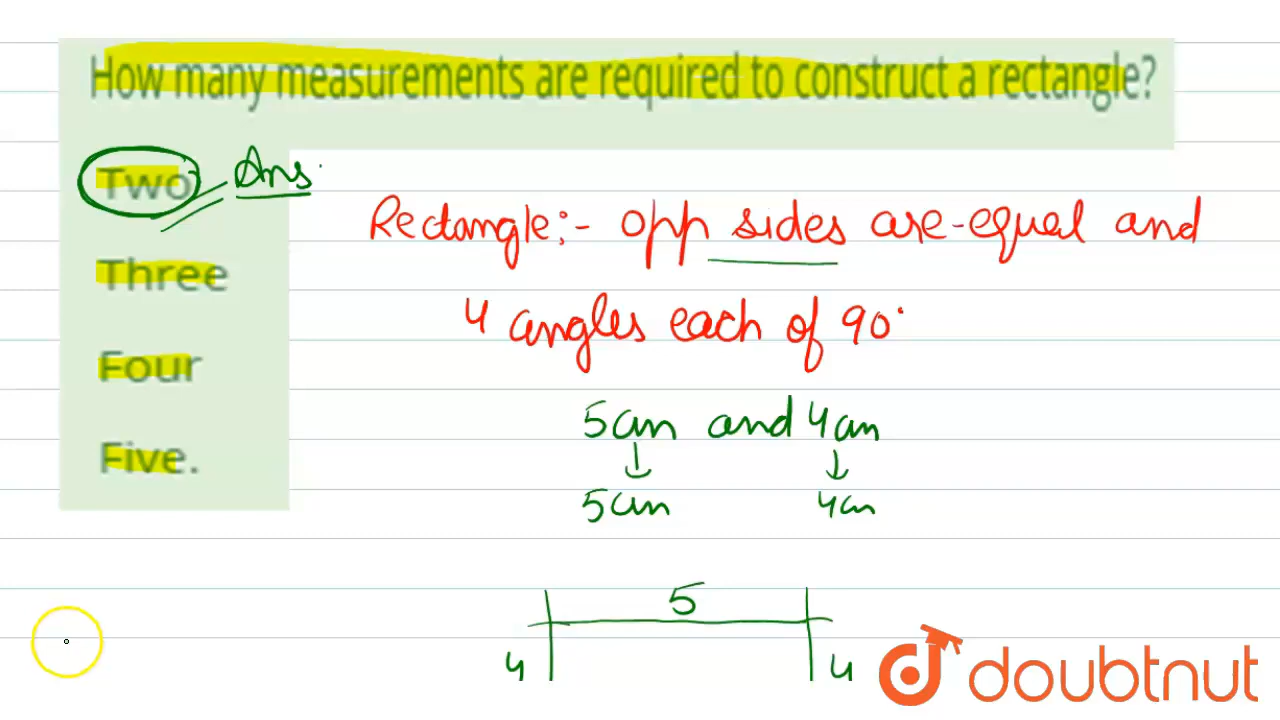 How many measurements are required to construct a rectangle?
Two
Ans.
Three
Four
Five.
Rectangle:- opp sides are equal and
4 angles each of 90°
5cm and 4cm
5cm 4cm
5
4 4
doubtnut